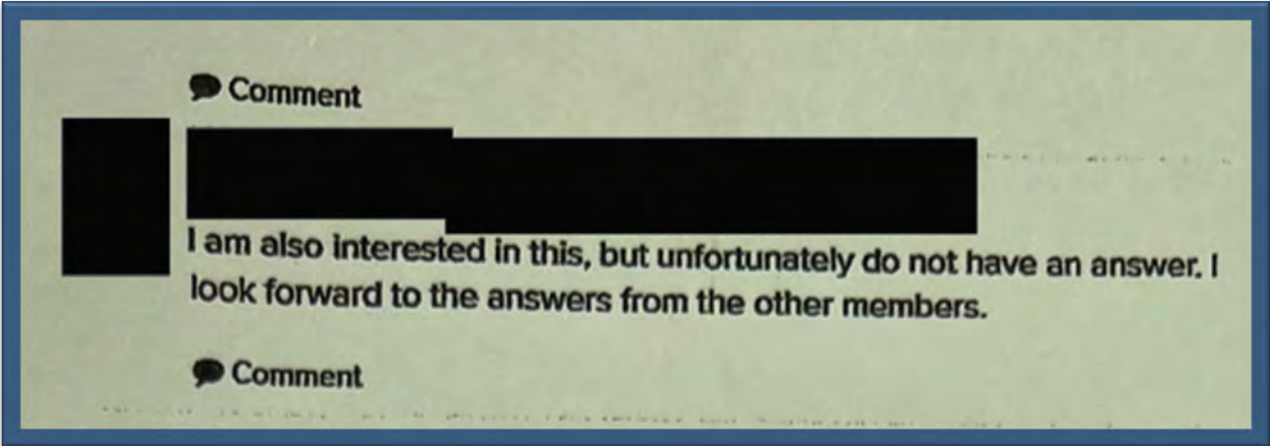 Comment
I am also interested in this, but unfortunately do not have an answer. I
look forward to the answers from the other members.
Comment